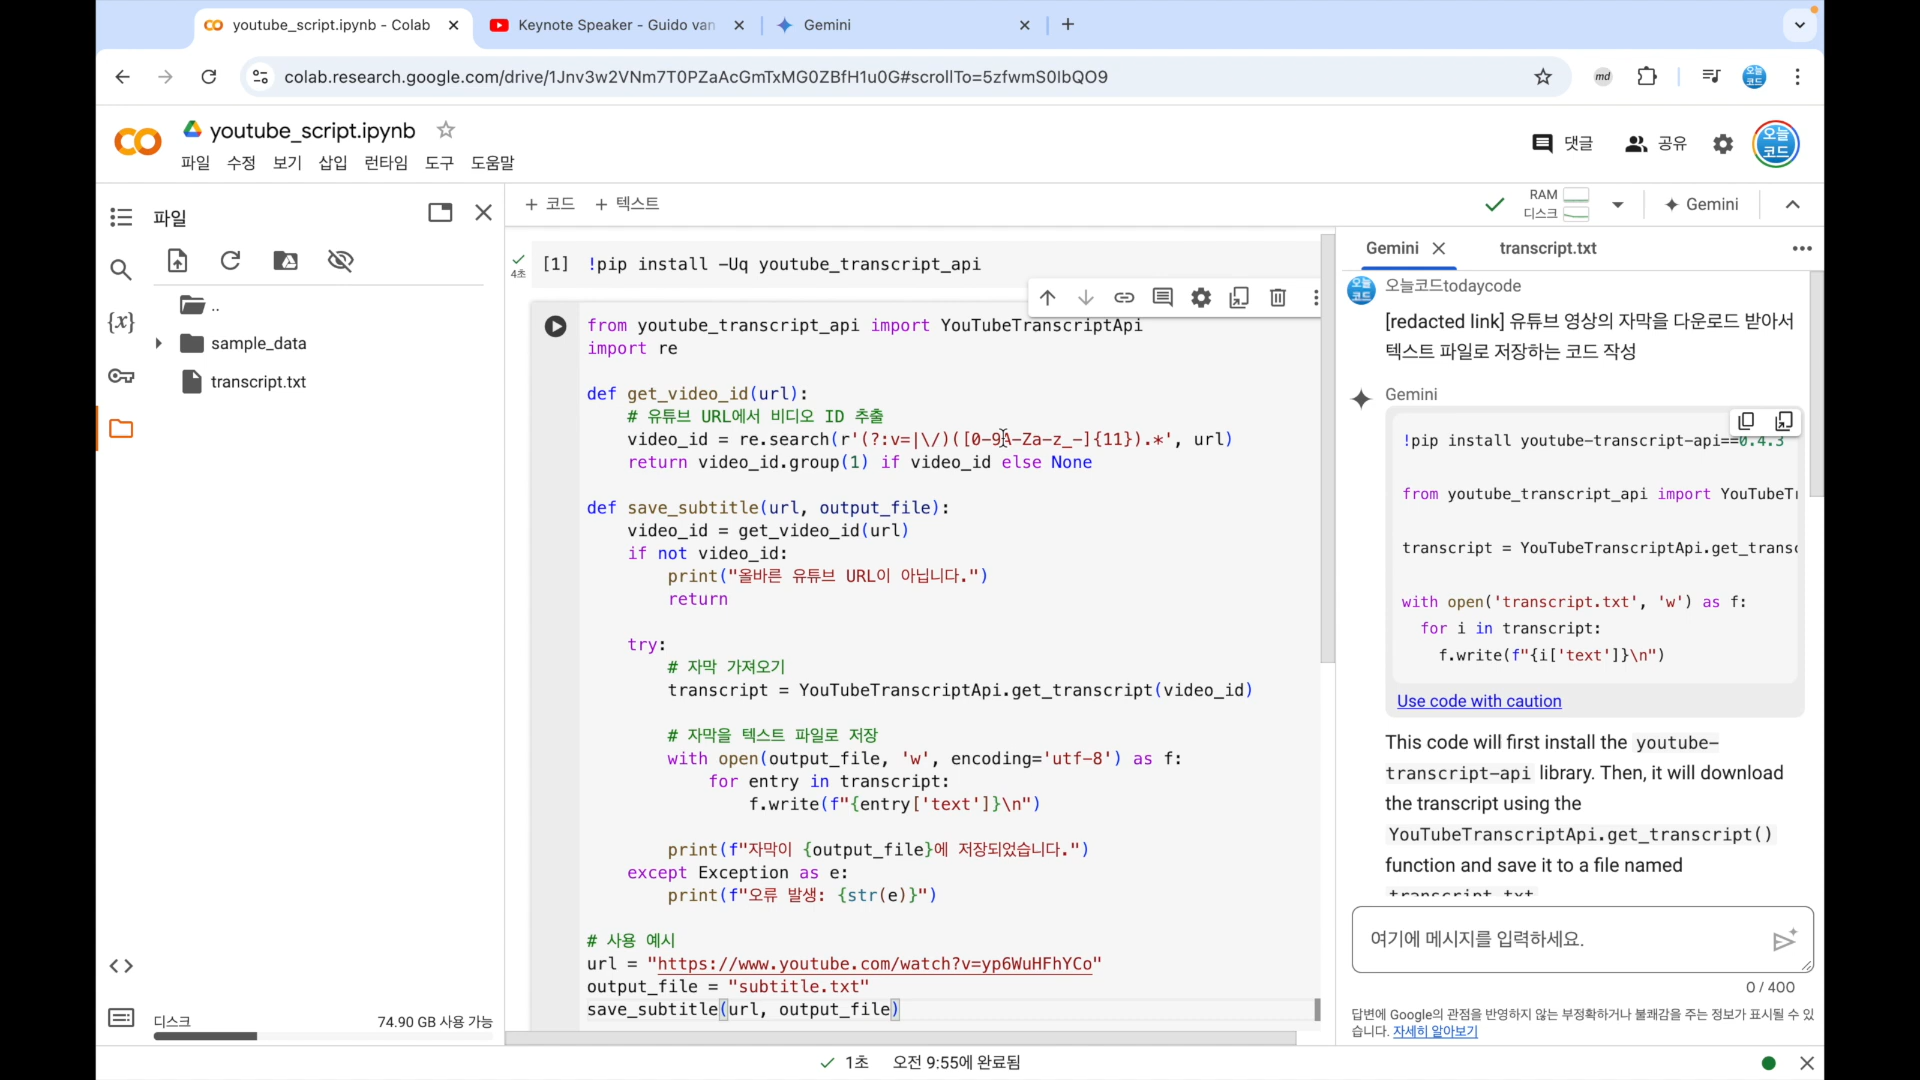 youtube_script.ipynb - Colab
Keynote Speaker - Guido van
Gemini
colab.research.google.com/drive/1Jnv3w2VNm7T0PZaAcGmTxMG0ZBfH1u0G#scrollTo=5zfwmS0IbQO9
md
오늘
코드
youtube_script.ipynb
파일 수정 보기 삽입 런타임 도구 도움말
댓글
공유
오늘
코드
파일
+ 코드 + 텍스트
RAM
디스크
Gemini
..
sample_data
transcript.txt
{x}
디스크
74.90 GB 사용 가능
4초
[1] !pip install -Uq youtube_transcript_api
from youtube_transcript_api import YouTubeTranscriptApi
import re
def get_video_id(url):
# 유튜브 URL에서 비디오 ID 추출
video_id = re.search(r'(?:v=|\/)([0-9A-Za-z_-]{11}).*', url)
return video_id.group(1) if video_id else None
def save_subtitle(url, output_file):
video_id = get_video_id(url)
if not video_id:
print("올바른 유튜브 URL이 아닙니다.")
return
try:
# 자막 가져오기
transcript = YouTubeTranscriptApi.get_transcript(video_id)
# 자막을 텍스트 파일로 저장
with open(output_file, 'w', encoding='utf-8') as f:
for entry in transcript:
f.write(f"{entry['text']}\n")
print(f"자막이 {output_file}에 저장되었습니다.")
except Exception as e:
print(f"오류 발생: {str(e)}")
# 사용 예시
url = "https://www.youtube.com/watch?v=yp6WuHFhYCo"
output_file = "subtitle.txt"
save_subtitle(url, output_file)
Gemini
transcript.txt
오늘
코드
오늘코드todaycode
[redacted link] 유튜브 영상의 자막을 다운로드 받아서
텍스트 파일로 저장하는 코드 작성
Gemini
!pip install youtube-transcript-api==0.4.3
from youtube_transcript_api import YouTubeTr
transcript = YouTubeTranscriptApi.get_transc
with open('transcript.txt', 'w') as f:
for i in transcript:
f.write(f"{i['text']}\n")
Use code with caution
This code will first install the youtube-
transcript-api library. Then, it will download
the transcript using the
YouTubeTranscriptApi.get_transcript()
function and save it to a file named
transcript.txt
여기에 메시지를 입력하세요.
0 / 400
답변에 Google의 관점을 반영하지 않는 부정확하거나 불쾌감을 주는 정보가 표시될 수 있
습니다. 자세히 알아보기
1초 오전 9:55에 완료됨